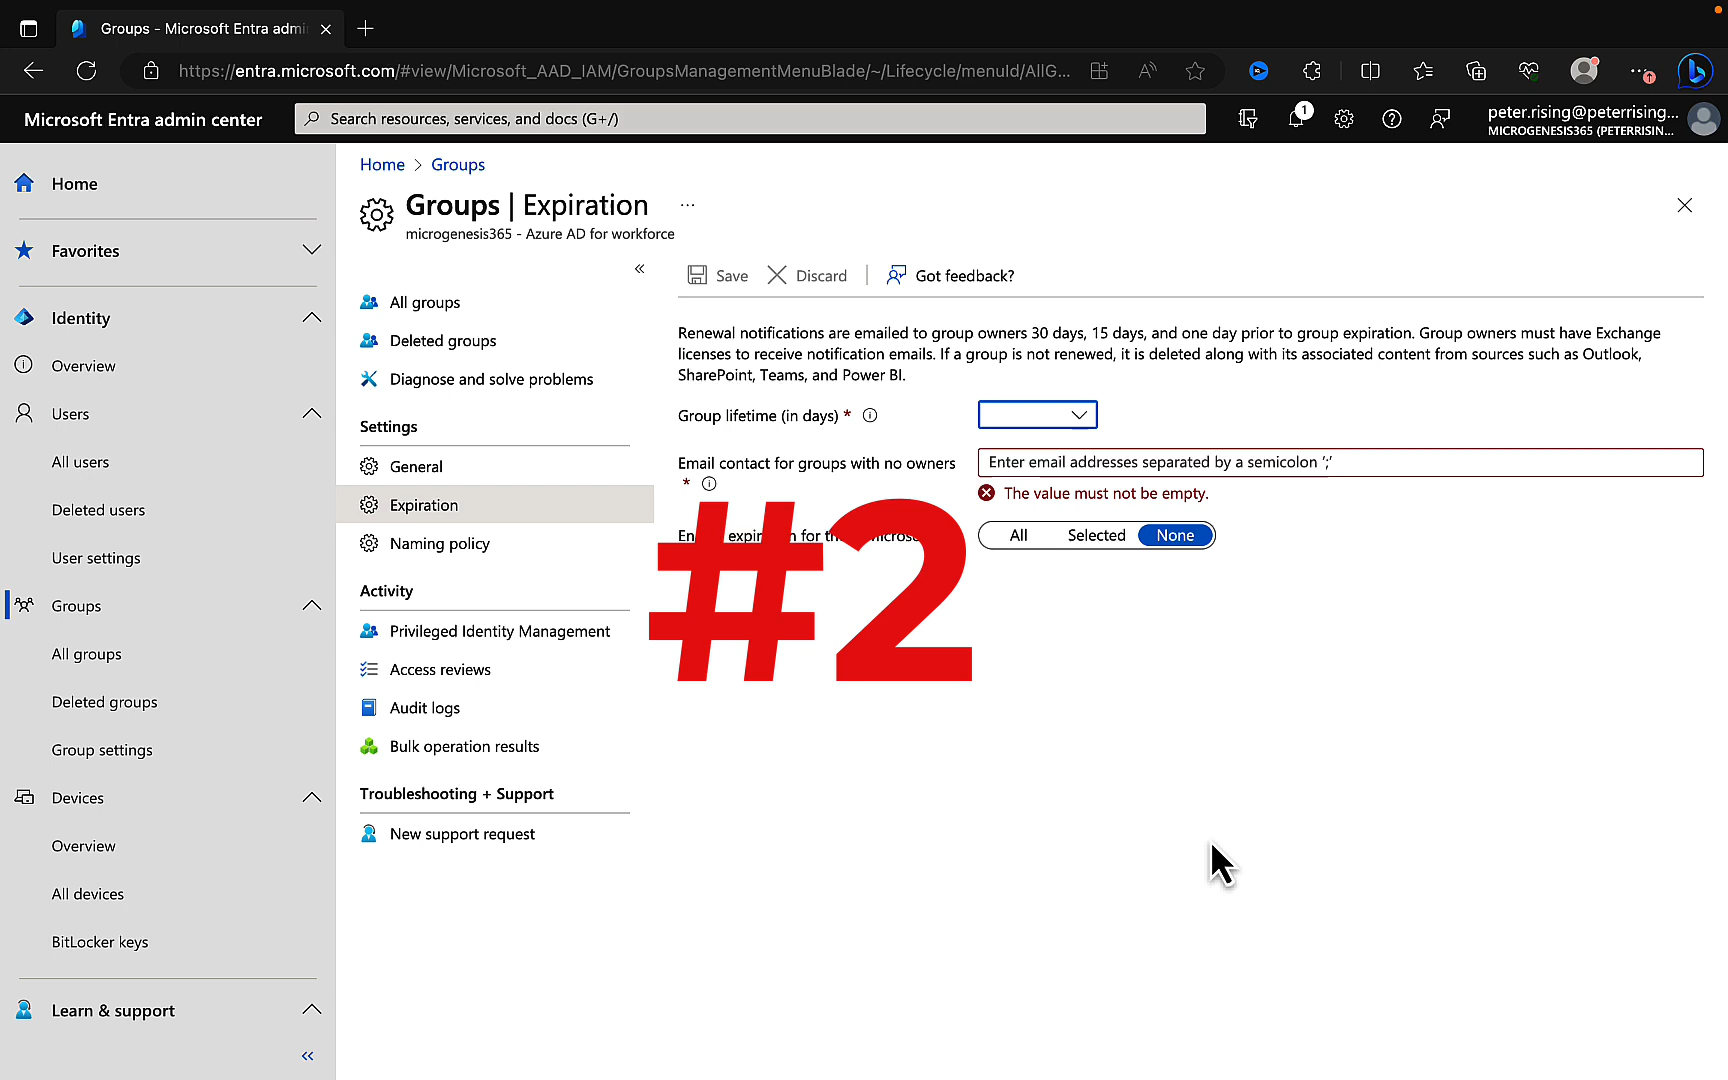 Groups - Microsoft Entra admi
https://entra.microsoft.com/#view/Microsoft_AAD_IAM/GroupsManagementMenuBlade/~/Lifecycle/menuId/AllG...
Microsoft Entra admin center
Search resources, services, and docs (G+/)
1
peter.rising@peterrising...
MICROGENESIS365 (PETERRISIN...
Home
Favorites
Identity
Overview
Users
All users
Deleted users
User settings
Groups
All groups
Deleted groups
Group settings
Devices
Overview
All devices
BitLocker keys
Learn & support
Home > Groups
Groups | Expiration ...
microgenesis365 - Azure AD for workforce
All groups
Deleted groups
Diagnose and solve problems
Settings
General
Expiration
Naming policy
Activity
Privileged Identity Management
Access reviews
Audit logs
Bulk operation results
Troubleshooting + Support
New support request
Save Discard | Got feedback?
Renewal notifications are emailed to group owners 30 days, 15 days, and one day prior to group expiration. Group owners must have Exchange
licenses to receive notification emails. If a group is not renewed, it is deleted along with its associated content from sources such as Outlook,
SharePoint, Teams, and Power BI.
Group lifetime (in days) *
Email contact for groups with no owners
*
Enter email addresses separated by a semicolon ';'
The value must not be empty.
All Selected None
#2